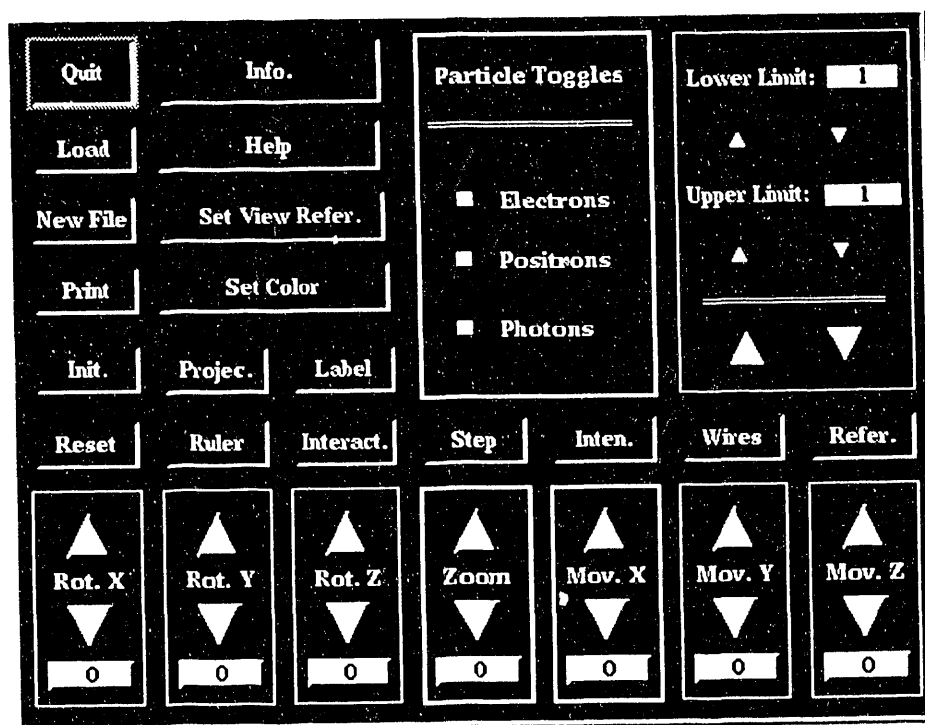 Quit
Info.
Load
Help
New File
Set View Refer.
Print
Set Color
Init.
Projec.
Label
Particle Toggles
Electrons
Positrons
Photons
Lower Limit: 1
Upper Limit: 1
Reset
Ruler
Interact.
Step
Inten.
Wires
Refer.
Rot. X
Rot. Y
Rot. Z
Zoom
Mov. X
Mov. Y
Mov. Z
0
0
0
0
0
0
0